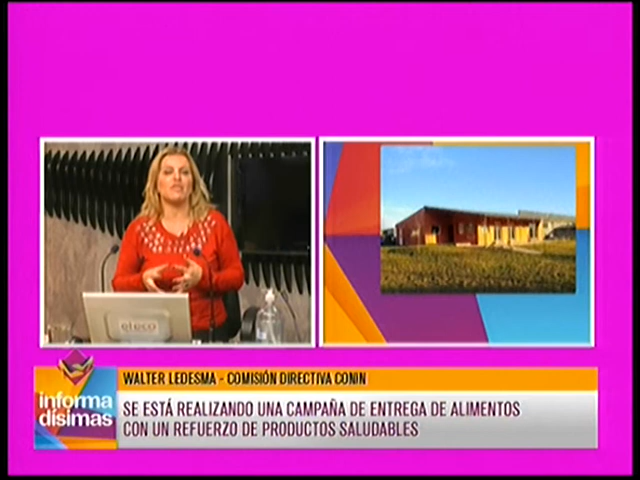 eteco
WALTER LEDESMA - COMISIÓN DIRECTIVA CONIN
informa
disimas
SE ESTÁ REALIZANDO UNA CAMPAÑA DE ENTREGA DE ALIMENTOS
CON UN REFUERZO DE PRODUCTOS SALUDABLES